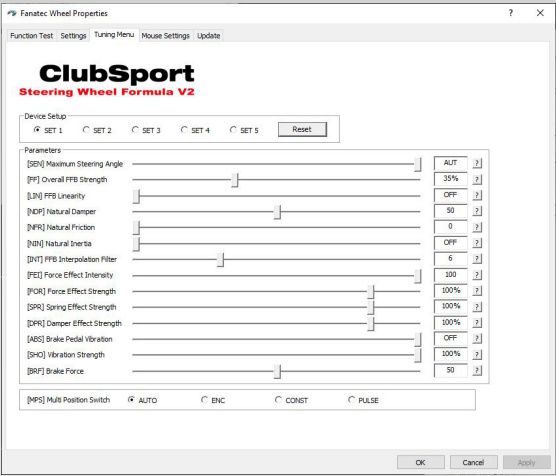 Fanatec Wheel Properties ? X
Function Test Settings Tuning Menu Mouse Settings Update
ClubSport
Steering Wheel Formula V2
Device Setup
SET 1 SET 2 SET 3 SET 4 SET 5 Reset
Parameters
[SEN] Maximum Steering Angle AUT ?
[FF] Overall FFB Strength 35% ?
[LIN] FFB Linearity OFF ?
[NDP] Natural Damper 50 ?
[NFR] Natural Friction 0 ?
[NIN] Natural Inertia OFF ?
[INT] FFB Interpolation Filter 6 ?
[FEI] Force Effect Intensity 100 ?
[FOR] Force Effect Strength 100% ?
[SPR] Spring Effect Strength 100% ?
[DPR] Damper Effect Strength 100% ?
[ABS] Brake Pedal Vibration OFF ?
[SHO] Vibration Strength 100% ?
[BRF] Brake Force 50 ?
[MPS] Multi Position Switch AUTO ENC CONST PULSE
OK Cancel Apply